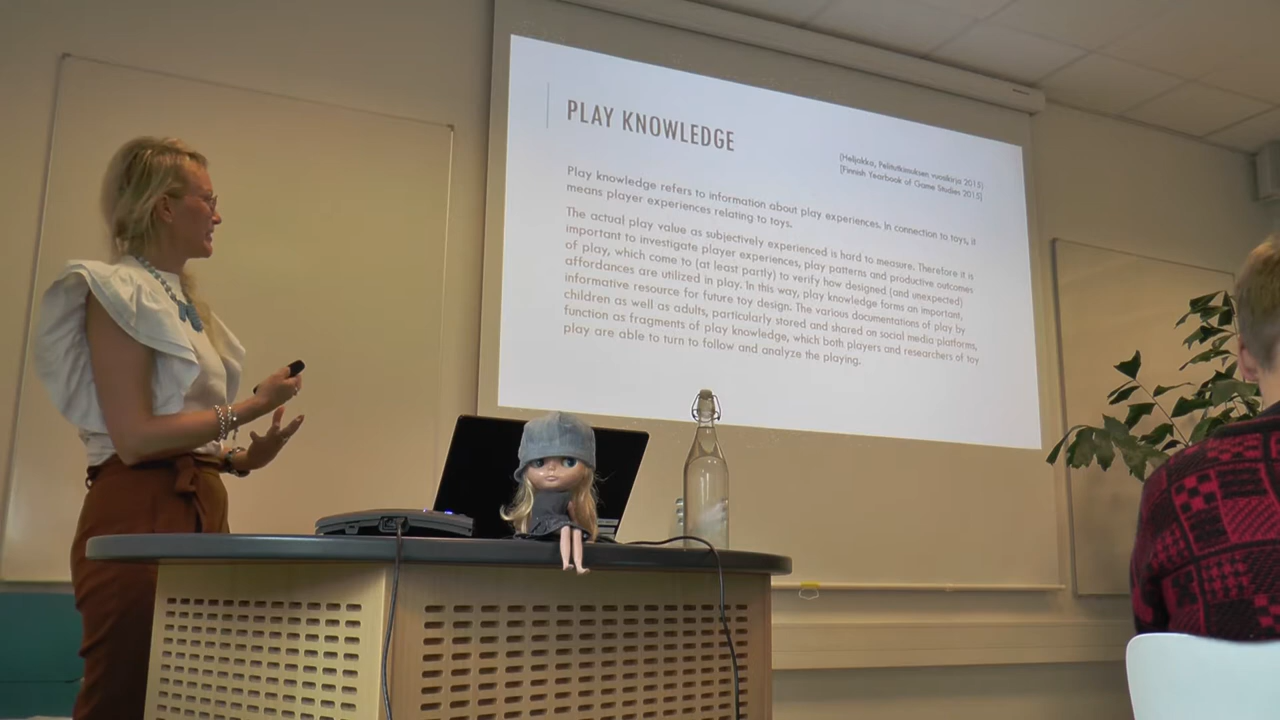 PLAY KNOWLEDGE
(Heljakka, Pelitutkimuksen vuosikirja 2015)
[Finnish Yearbook of Game Studies 2015]
Play knowledge refers to information about play experiences. In connection to toys, it
means player experiences relating to toys.
The actual play value as subjectively experienced is hard to measure. Therefore it is
important to investigate player experiences, play patterns and productive outcomes
of play, which come to (at least partly) to verify how designed (and unexpected)
affordances are utilized in play. In this way, play knowledge forms an important,
informative resource for future toy design. The various documentations of play by
children as well as adults, particularly stored and shared on social media platforms,
function as fragments of play knowledge, which both players and researchers of toy
play are able to turn to follow and analyze the playing.